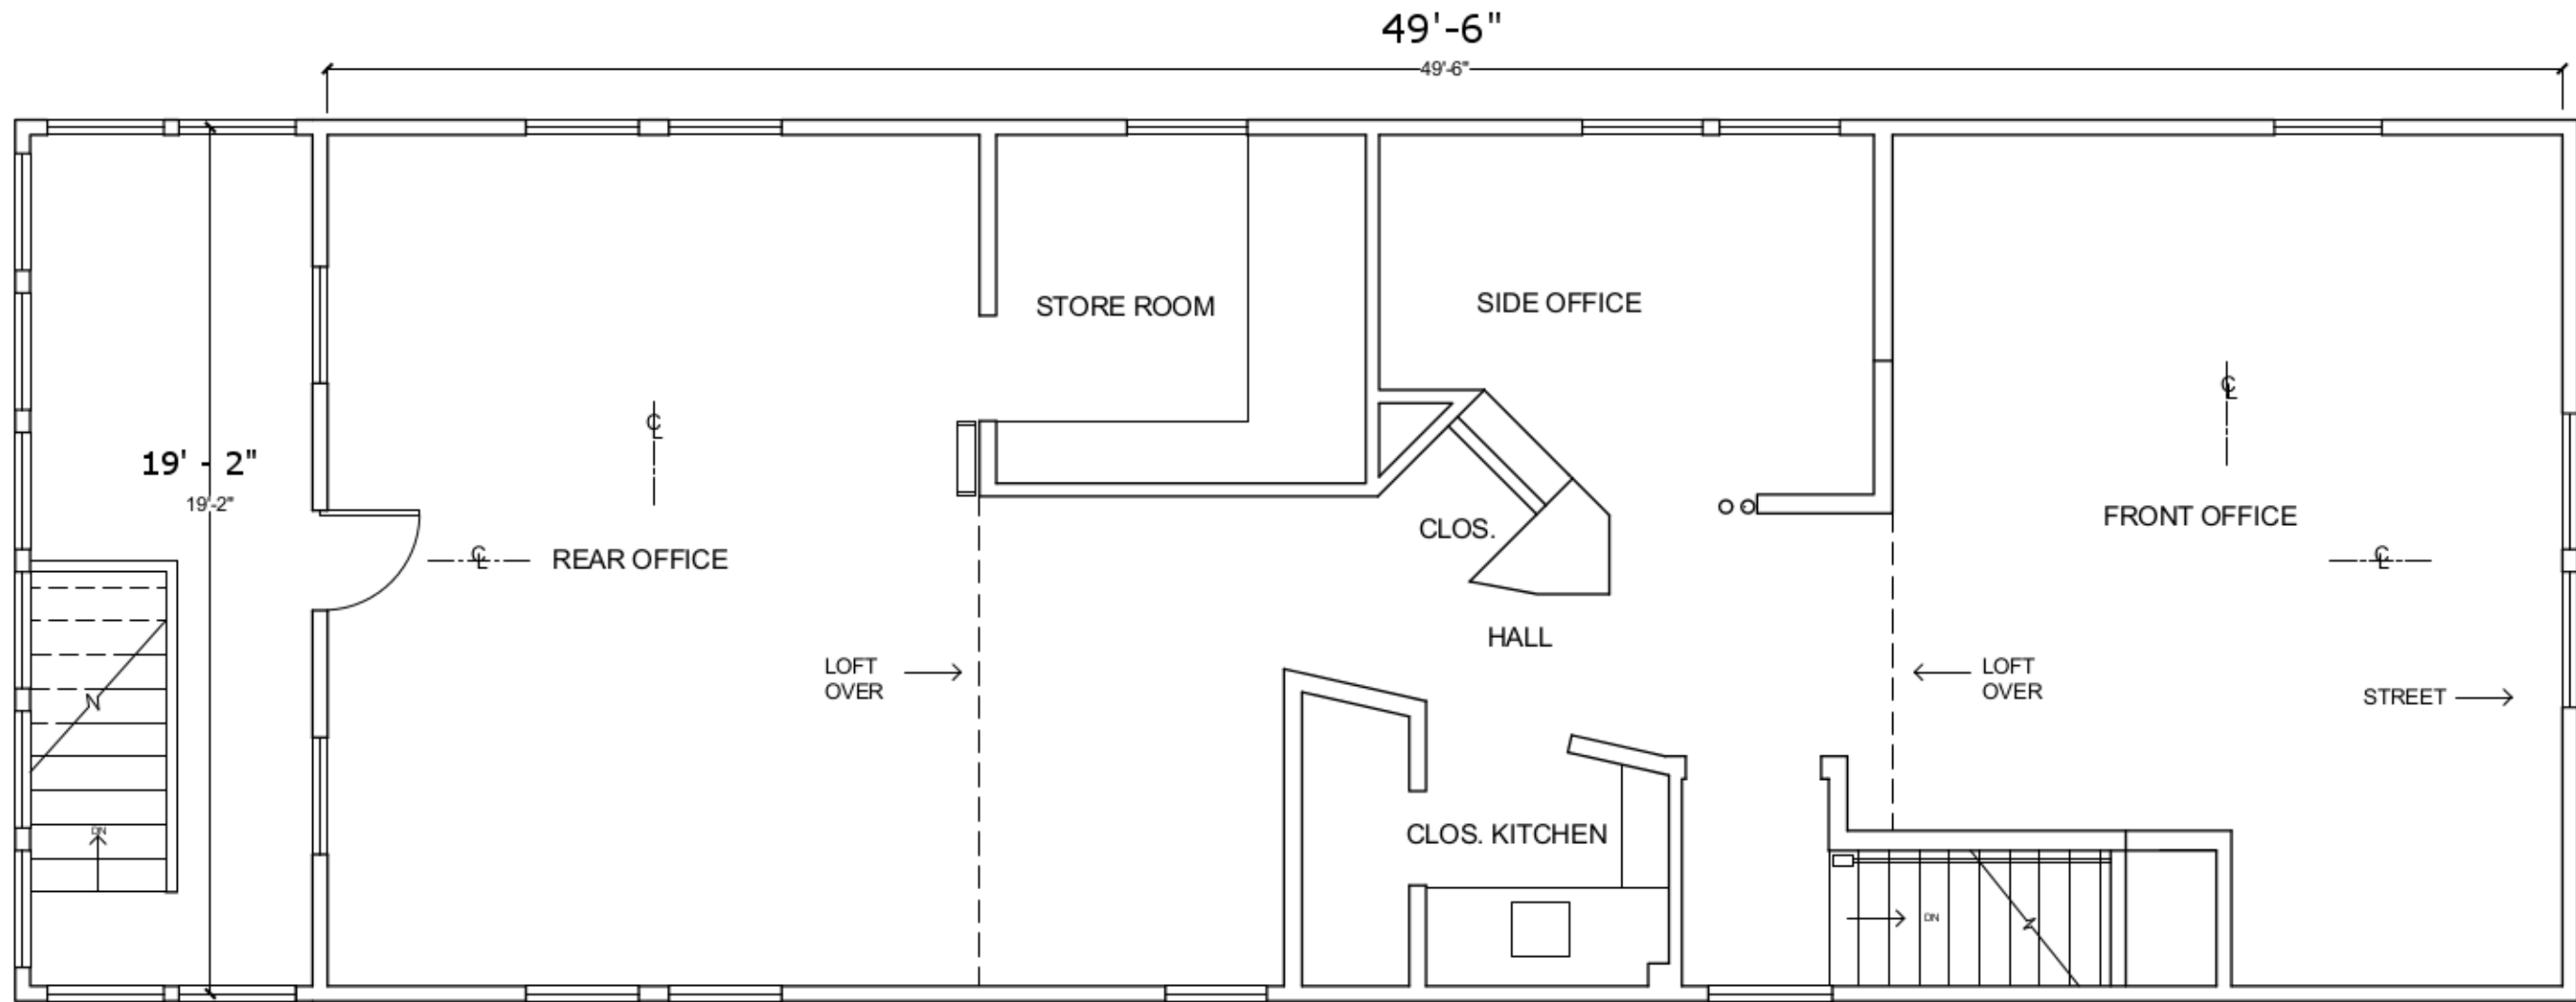 49'-6"
49'-6"
STORE ROOM
SIDE OFFICE
℄
℄
19' - 2"
19'-2"
FRONT OFFICE
CLOS.
℄
REAR OFFICE
℄
HALL
LOFT
OVER
LOFT
OVER
STREET
DN
CLOS. KITCHEN
DN